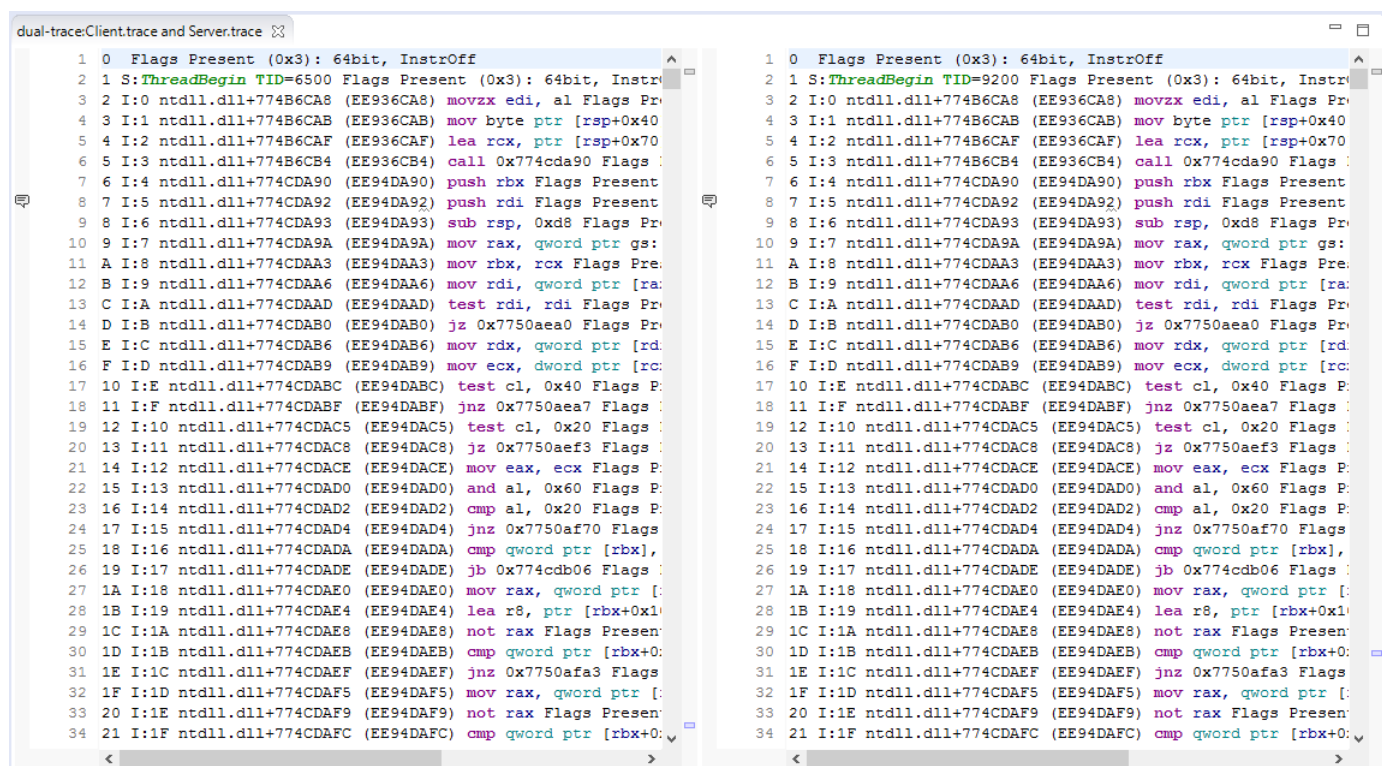 dual-trace:Client.trace and Server.trace
1 0 Flags Present (0x3): 64bit, InstrOff
2 1 S:ThreadBegin TID=6500 Flags Present (0x3): 64bit, Instr
3 2 I:0 ntdll.dll+774B6CA8 (EE936CA8) movzx edi, al Flags Pr
4 3 I:1 ntdll.dll+774B6CAB (EE936CAB) mov byte ptr [rsp+0x40
5 4 I:2 ntdll.dll+774B6CAF (EE936CAF) lea rcx, ptr [rsp+0x70
6 5 I:3 ntdll.dll+774B6CB4 (EE936CB4) call 0x774cda90 Flags
7 6 I:4 ntdll.dll+774CDA90 (EE94DA90) push rbx Flags Present
8 7 I:5 ntdll.dll+774CDA92 (EE94DA92) push rdi Flags Present
9 8 I:6 ntdll.dll+774CDA93 (EE94DA93) sub rsp, 0xd8 Flags Pr
10 9 I:7 ntdll.dll+774CDA9A (EE94DA9A) mov rax, qword ptr gs:
11 A I:8 ntdll.dll+774CDAA3 (EE94DAA3) mov rbx, rcx Flags Pre
12 B I:9 ntdll.dll+774CDAA6 (EE94DAA6) mov rdi, qword ptr [ra
13 C I:A ntdll.dll+774CDAAD (EE94DAAD) test rdi, rdi Flags Pr
14 D I:B ntdll.dll+774CDAB0 (EE94DAB0) jz 0x7750aea0 Flags Pr
15 E I:C ntdll.dll+774CDAB6 (EE94DAB6) mov rdx, qword ptr [rd
16 F I:D ntdll.dll+774CDAB9 (EE94DAB9) mov ecx, dword ptr [rc
17 10 I:E ntdll.dll+774CDABC (EE94DABC) test cl, 0x40 Flags P
18 11 I:F ntdll.dll+774CDABF (EE94DABF) jnz 0x7750aea7 Flags
19 12 I:10 ntdll.dll+774CDAC5 (EE94DAC5) test cl, 0x20 Flags
20 13 I:11 ntdll.dll+774CDAC8 (EE94DAC8) jz 0x7750aef3 Flags
21 14 I:12 ntdll.dll+774CDACE (EE94DACE) mov eax, ecx Flags P
22 15 I:13 ntdll.dll+774CDAD0 (EE94DAD0) and al, 0x60 Flags P
23 16 I:14 ntdll.dll+774CDAD2 (EE94DAD2) cmp al, 0x20 Flags P
24 17 I:15 ntdll.dll+774CDAD4 (EE94DAD4) jnz 0x7750af70 Flags
25 18 I:16 ntdll.dll+774CDADA (EE94DADA) cmp qword ptr [rbx],
26 19 I:17 ntdll.dll+774CDADE (EE94DADE) jb 0x774cdb06 Flags
27 1A I:18 ntdll.dll+774CDAE0 (EE94DAE0) mov rax, qword ptr [
28 1B I:19 ntdll.dll+774CDAE4 (EE94DAE4) lea r8, ptr [rbx+0x1
29 1C I:1A ntdll.dll+774CDAE8 (EE94DAE8) not rax Flags Presen
30 1D I:1B ntdll.dll+774CDAEB (EE94DAEB) cmp qword ptr [rbx+0
31 1E I:1C ntdll.dll+774CDAEF (EE94DAEF) jnz 0x7750afa3 Flags
32 1F I:1D ntdll.dll+774CDAF5 (EE94DAF5) mov rax, qword ptr [
33 20 I:1E ntdll.dll+774CDAF9 (EE94DAF9) not rax Flags Presen
34 21 I:1F ntdll.dll+774CDAFC (EE94DAFC) cmp qword ptr [rbx+0
1 0 Flags Present (0x3): 64bit, InstrOff
2 1 S:ThreadBegin TID=9200 Flags Present (0x3): 64bit, Instr
3 2 I:0 ntdll.dll+774B6CA8 (EE936CA8) movzx edi, al Flags Pr
4 3 I:1 ntdll.dll+774B6CAB (EE936CAB) mov byte ptr [rsp+0x40
5 4 I:2 ntdll.dll+774B6CAF (EE936CAF) lea rcx, ptr [rsp+0x70
6 5 I:3 ntdll.dll+774B6CB4 (EE936CB4) call 0x774cda90 Flags
7 6 I:4 ntdll.dll+774CDA90 (EE94DA90) push rbx Flags Present
8 7 I:5 ntdll.dll+774CDA92 (EE94DA92) push rdi Flags Present
9 8 I:6 ntdll.dll+774CDA93 (EE94DA93) sub rsp, 0xd8 Flags Pr
10 9 I:7 ntdll.dll+774CDA9A (EE94DA9A) mov rax, qword ptr gs:
11 A I:8 ntdll.dll+774CDAA3 (EE94DAA3) mov rbx, rcx Flags Pre
12 B I:9 ntdll.dll+774CDAA6 (EE94DAA6) mov rdi, qword ptr [ra
13 C I:A ntdll.dll+774CDAAD (EE94DAAD) test rdi, rdi Flags Pr
14 D I:B ntdll.dll+774CDAB0 (EE94DAB0) jz 0x7750aea0 Flags Pr
15 E I:C ntdll.dll+774CDAB6 (EE94DAB6) mov rdx, qword ptr [rd
16 F I:D ntdll.dll+774CDAB9 (EE94DAB9) mov ecx, dword ptr [rc
17 10 I:E ntdll.dll+774CDABC (EE94DABC) test cl, 0x40 Flags P
18 11 I:F ntdll.dll+774CDABF (EE94DABF) jnz 0x7750aea7 Flags
19 12 I:10 ntdll.dll+774CDAC5 (EE94DAC5) test cl, 0x20 Flags
20 13 I:11 ntdll.dll+774CDAC8 (EE94DAC8) jz 0x7750aef3 Flags
21 14 I:12 ntdll.dll+774CDACE (EE94DACE) mov eax, ecx Flags P
22 15 I:13 ntdll.dll+774CDAD0 (EE94DAD0) and al, 0x60 Flags P
23 16 I:14 ntdll.dll+774CDAD2 (EE94DAD2) cmp al, 0x20 Flags P
24 17 I:15 ntdll.dll+774CDAD4 (EE94DAD4) jnz 0x7750af70 Flags
25 18 I:16 ntdll.dll+774CDADA (EE94DADA) cmp qword ptr [rbx],
26 19 I:17 ntdll.dll+774CDADE (EE94DADE) jb 0x774cdb06 Flags
27 1A I:18 ntdll.dll+774CDAE0 (EE94DAE0) mov rax, qword ptr [
28 1B I:19 ntdll.dll+774CDAE4 (EE94DAE4) lea r8, ptr [rbx+0x1
29 1C I:1A ntdll.dll+774CDAE8 (EE94DAE8) not rax Flags Presen
30 1D I:1B ntdll.dll+774CDAEB (EE94DAEB) cmp qword ptr [rbx+0
31 1E I:1C ntdll.dll+774CDAEF (EE94DAEF) jnz 0x7750afa3 Flags
32 1F I:1D ntdll.dll+774CDAF5 (EE94DAF5) mov rax, qword ptr [
33 20 I:1E ntdll.dll+774CDAF9 (EE94DAF9) not rax Flags Presen
34 21 I:1F ntdll.dll+774CDAFC (EE94DAFC) cmp qword ptr [rbx+0